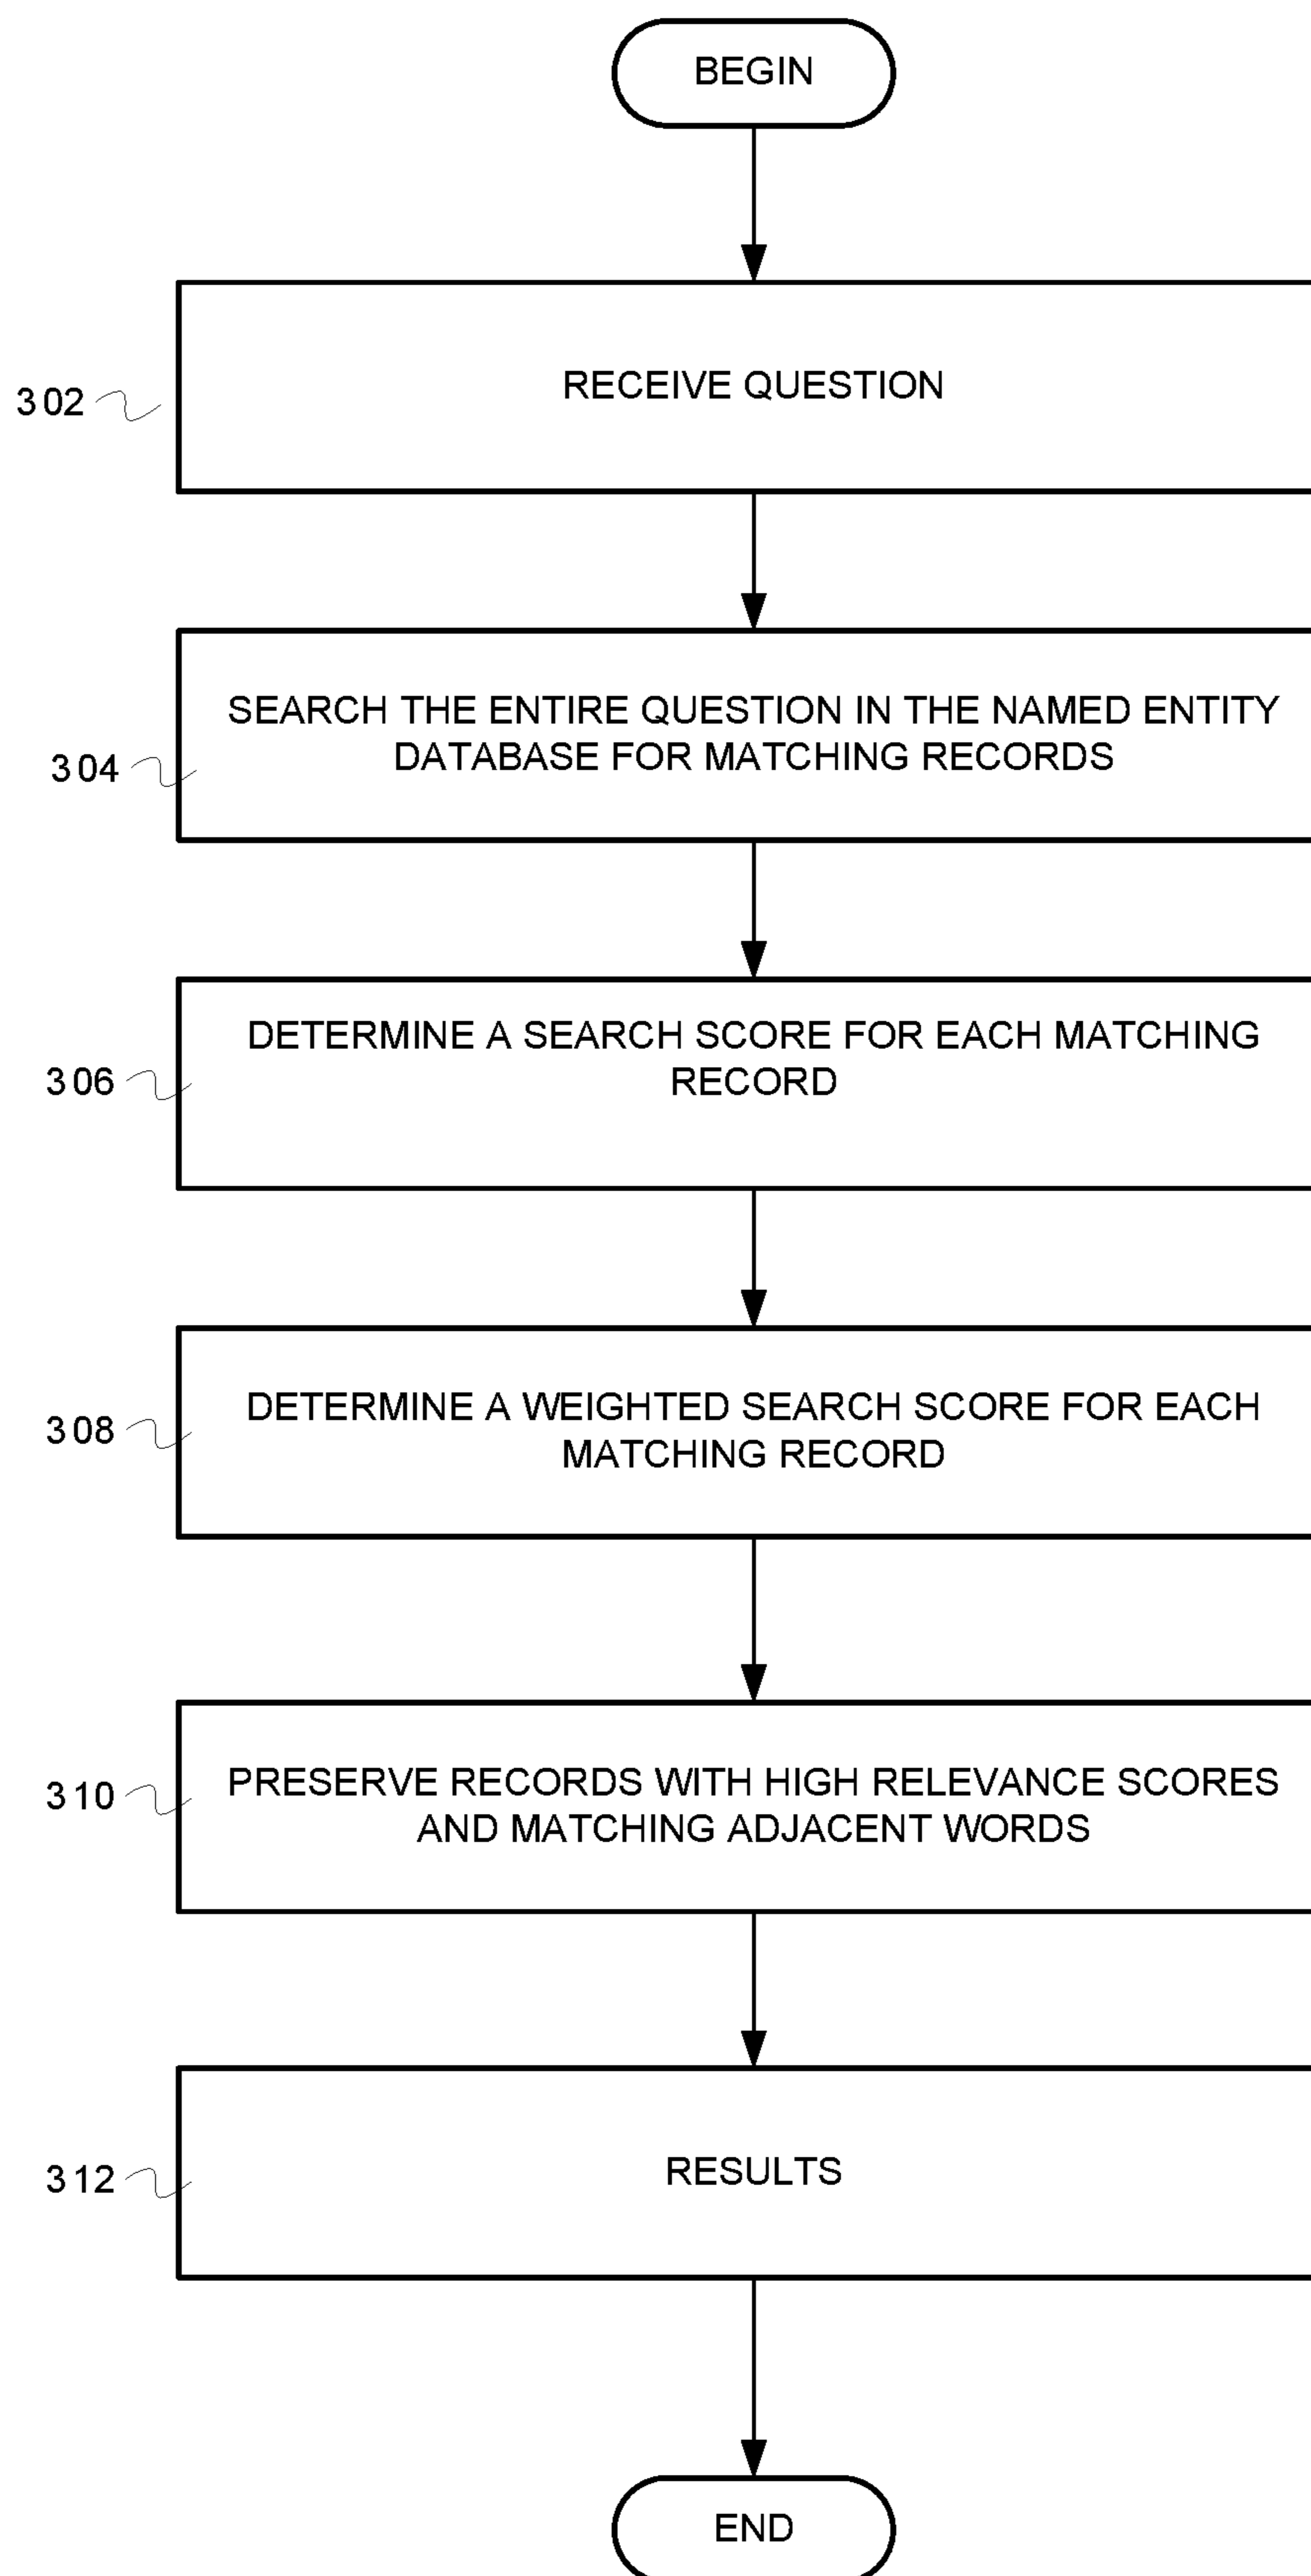 BEGIN
RECEIVE QUESTION
302
SEARCH THE ENTIRE QUESTION IN THE NAMED ENTITY
DATABASE FOR MATCHING RECORDS
304
DETERMINE A SEARCH SCORE FOR EACH MATCHING
RECORD
306
DETERMINE A WEIGHTED SEARCH SCORE FOR EACH
MATCHING RECORD
308
PRESERVE RECORDS WITH HIGH RELEVANCE SCORES
AND MATCHING ADJACENT WORDS
310
RESULTS
312
END